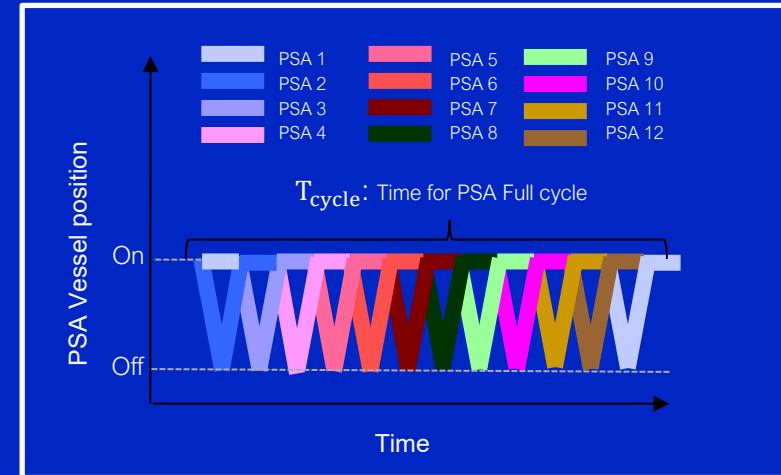 PSA 1
PSA 2
PSA 3
PSA 4
PSA 5
PSA 6
PSA 7
PSA 8
PSA 9
PSA 10
PSA 11
PSA 12
Tcycle: Time for PSA Full cycle
PSA Vessel position
On
Off
Time